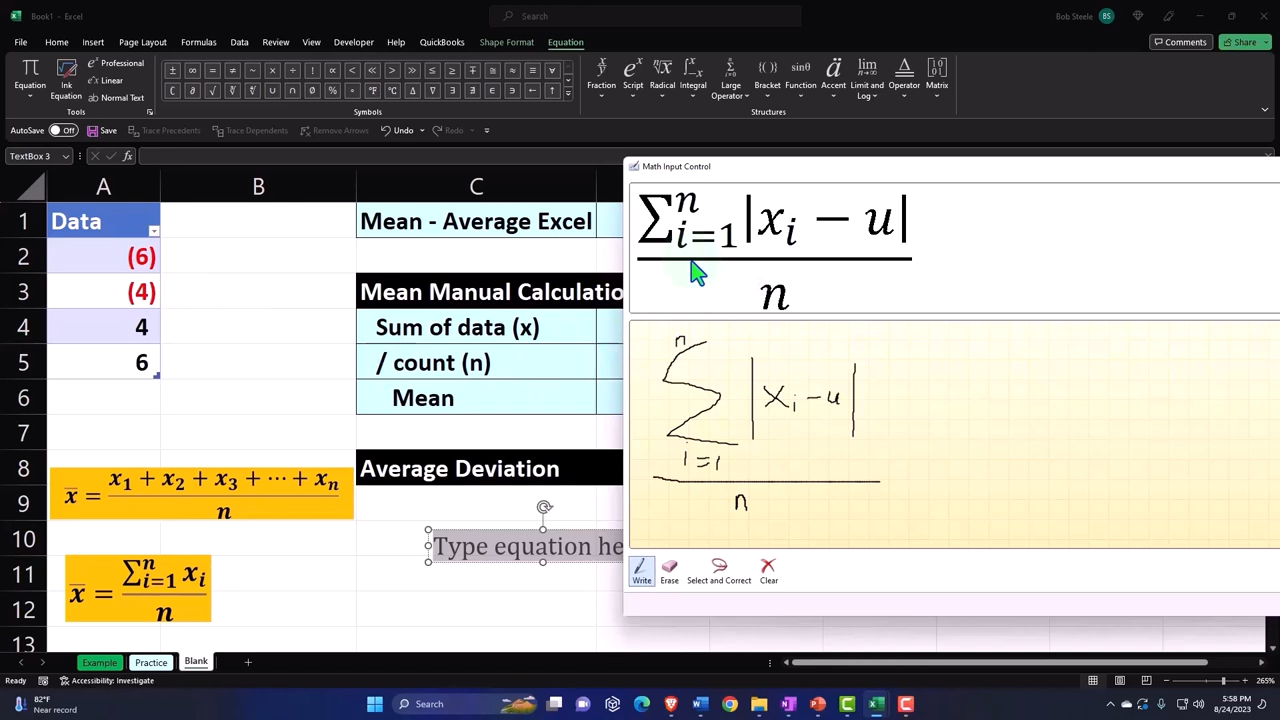 Book1 - Excel
Search
Bob Steele BS
File Home Insert Page Layout Formulas Data Review View Developer Help QuickBooks Shape Format Equation
Comments Share
Equation Ink Equation Professional Linear Normal Text
Fraction Script Radical Integral Large Operator Bracket Function Accent Limit and Log Operator Matrix
Tools Symbols Structures
AutoSave Off Save Trace Precedents Trace Dependents Remove Arrows Undo Redo
TextBox 3 fx
Math Input Control
A B C
1 Data Mean - Average Excel
2 (6)
3 (4) Mean Manual Calculatio
4 4 Sum of data (x)
5 6 / count (n)
6 Mean
7
8 Average Deviation
9
10 Type equation he
11
12
13
x̄ = x₁ + x₂ + x₃ + ⋯ + xₙ
n
x̄ = ∑ⁿᵢ₌₁ xᵢ
n
∑ⁿᵢ₌₁ |xᵢ − u|
n
n
∑ |xᵢ − u|
i = 1
n
Write Erase Select and Correct Clear
Example Practice Blank
Ready Accessibility: Investigate 265%
82°F
Near record
Search
5:58 PM
8/24/2023